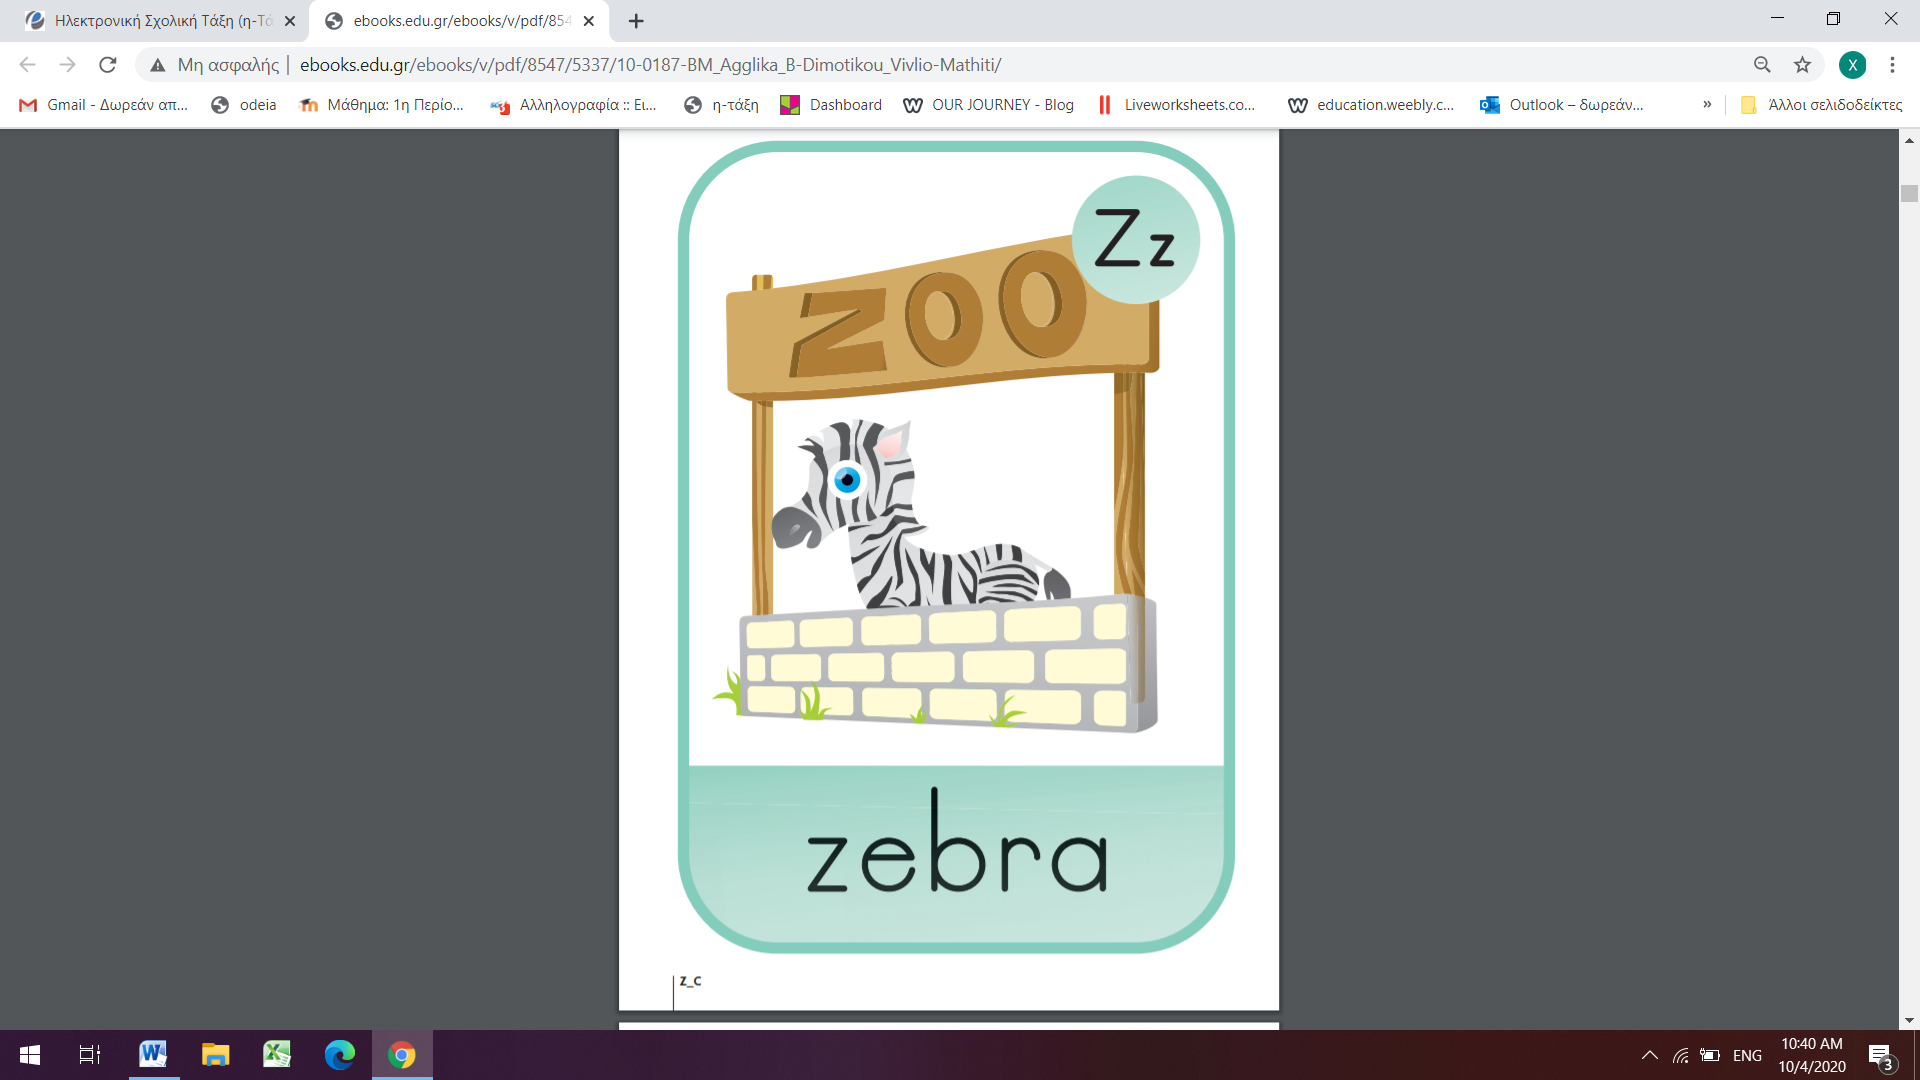 Ηλεκτρονική Σχολική Τάξη (η-Τά
ebooks.edu.gr/ebooks/v/pdf/854
Μη ασφαλής
ebooks.edu.gr/ebooks/v/pdf/8547/5337/10-0187-BM_Agglika_B-Dimotikou_Vivlio-Mathiti/
X
Gmail - Δωρεάν απ...
odeia
Μάθημα: 1η Περίο...
Αλληλογραφία :: Ει...
η-τάξη
Dashboard
OUR JOURNEY - Blog
Liveworksheets.co...
education.weebly.c...
Outlook – δωρεάν...
»
Άλλοι σελιδοδείκτες
Zz
ZOO
zebra
Z_C
ENG
10:40 AM
10/4/2020
3